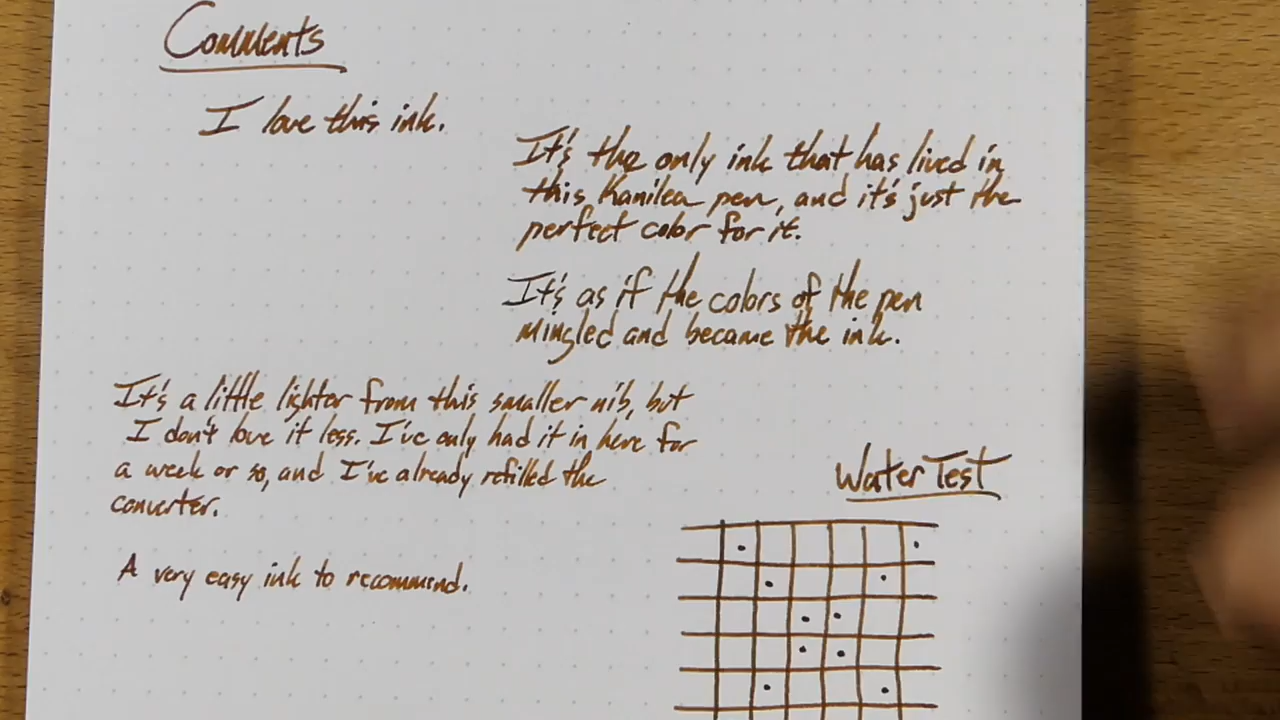 Comments
I love this ink.
It's the only ink that has lived in
this Kanilea pen, and it's just the
perfect color for it.
It's as if the colors of the pen
mingled and became the ink.
It's a little lighter from this smaller nib, but
I don't love it less. I've only had it in here for
a week or so, and I've already refilled the
converter.
A very easy ink to recommend.
Water Test